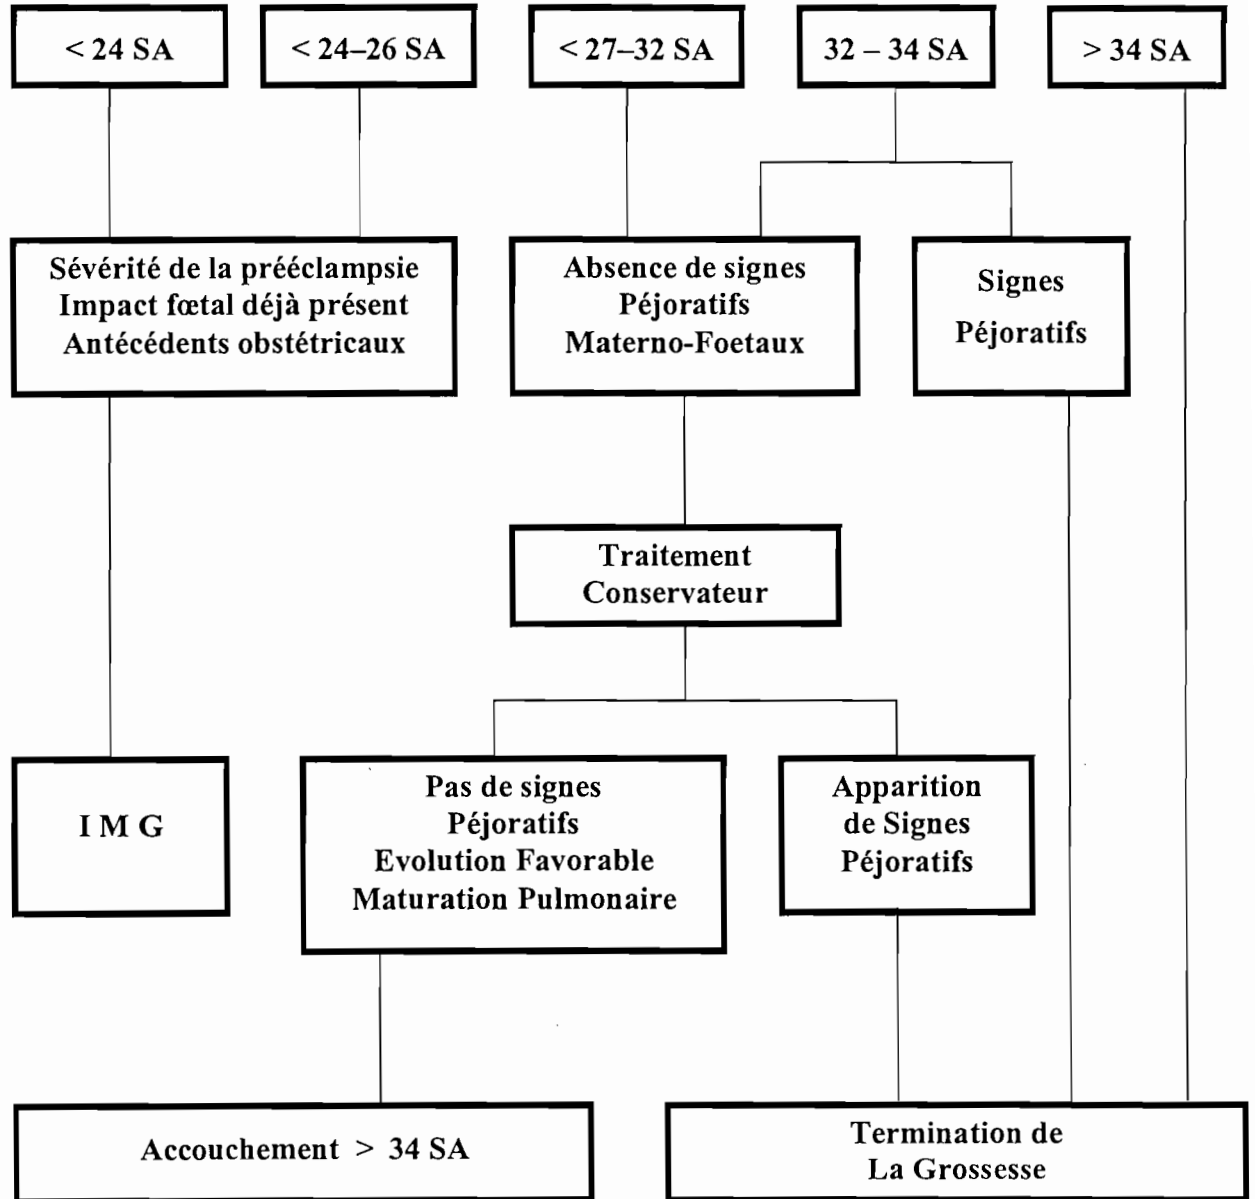 < 24 SA
< 24–26 SA
< 27–32 SA
32 – 34 SA
> 34 SA
Sévérité de la prééclampsie
Impact fœtal déjà présent
Antécédents obstétricaux
Absence de signes
Péjoratifs
Materno-Foetaux
Signes
Péjoratifs
Traitement
Conservateur
I M G
Pas de signes
Péjoratifs
Evolution Favorable
Maturation Pulmonaire
Apparition
de Signes
Péjoratifs
Accouchement > 34 SA
Termination de
La Grossesse